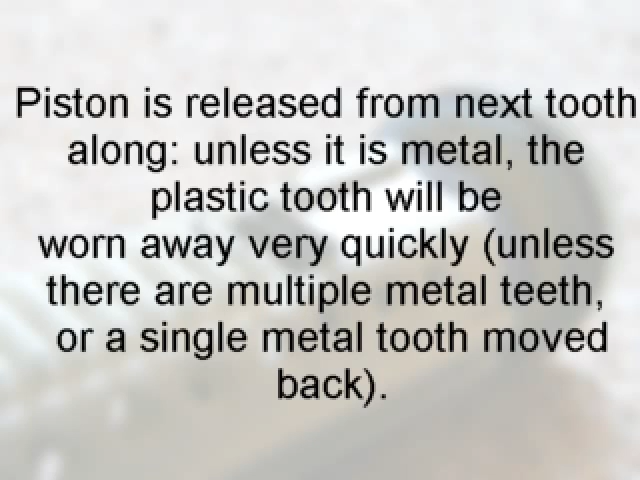 Piston is released from next tooth
along: unless it is metal, the
plastic tooth will be
worn away very quickly (unless
there are multiple metal teeth,
or a single metal tooth moved
back).